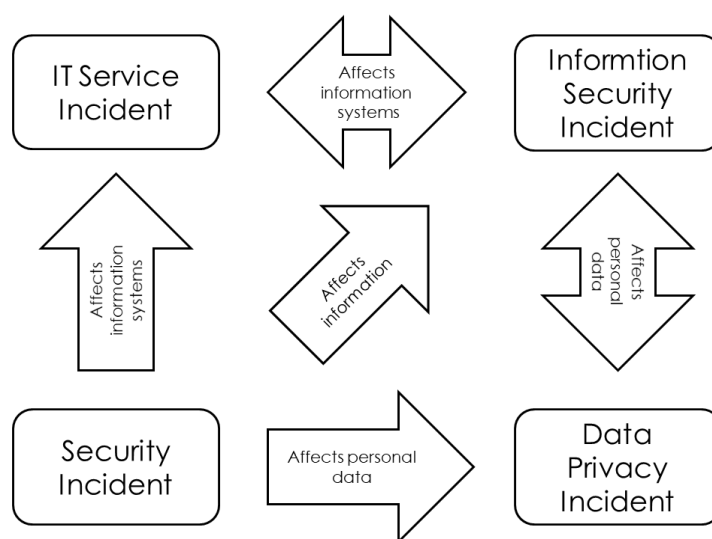 IT Service
Incident
Affects
information
systems
Informtion
Security
Incident
Affects
information
systems
Affects
information
Affects
personal
data
Security
Incident
Affects personal
data
Data
Privacy
Incident